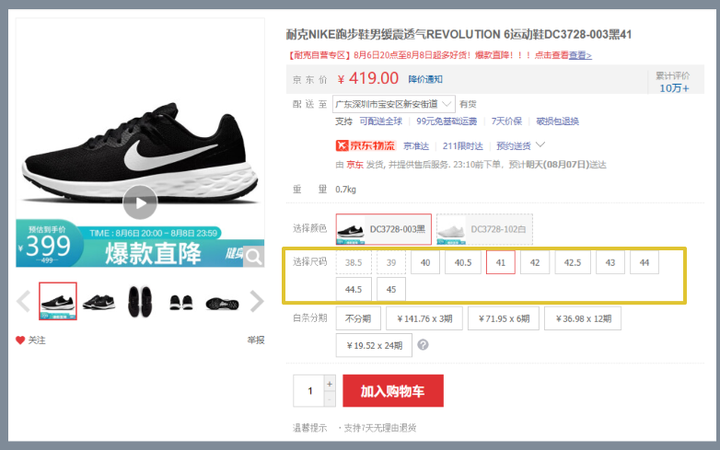 耐克NIKE跑步鞋男缓震透气REVOLUTION 6运动鞋DC3728-003黑41
【耐克自营专区】8月6日20点至8月8日超多好货!爆款直降!!!点击查看查看>
京东价 ￥419.00 降价通知
累计评价
10万+
配送至 广东深圳市宝安区新安街道 有货
支持 可配送全球 99元免基础运费 7天价保 破损包退换
京东物流 京准达 211限时达 预约送货
由 京东 发货, 并提供售后服务. 23:10前下单, 预计明天(08月07日)送达
重量 0.7kg
选择颜色 DC3728-003黑 DC3728-102白
选择尺码 38.5 39 40 40.5 41 42 42.5 43 44
44.5 45
白条分期 不分期 ￥141.76 x 3期 ￥71.95 x 6期 ￥36.98 x 12期
￥19.52 x 24期 ?
1 + - 加入购物车
温馨提示 ·支持7天无理由退货
预估到手价
￥399
499
TIME:8月6日 20:00 - 8月8日 23:59
爆款直降
关注 举报